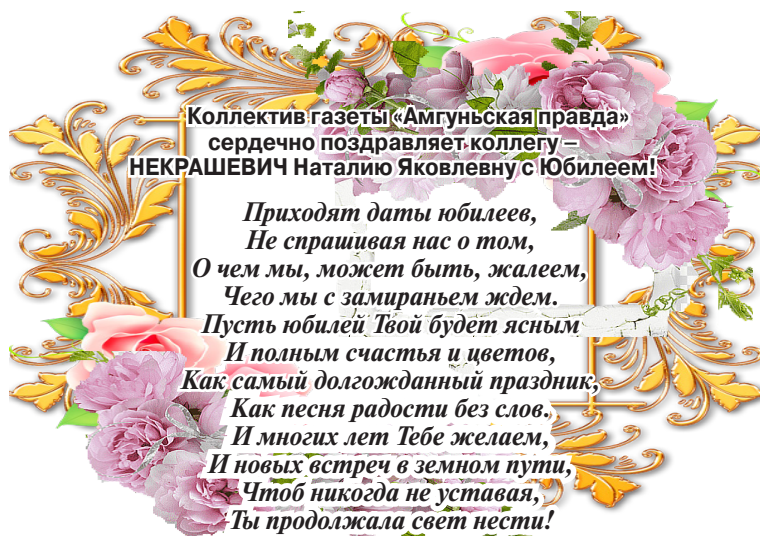 Коллектив газеты «Амгуньская правда»
сердечно поздравляет коллегу –
НЕКРАШЕВИЧ Наталию Яковлевну с Юбилеем!
Приходят даты юбилеев,
Не спрашивая нас о том,
О чем мы, может быть, жалеем,
Чего мы с замираньем ждем.
Пусть юбилей Твой будет ясным
И полным счастья и цветов,
Как самый долгожданный праздник,
Как песня радости без слов.
И многих лет Тебе желаем,
И новых встреч в земном пути,
Чтоб никогда не уставая,
Ты продолжала свет нести!